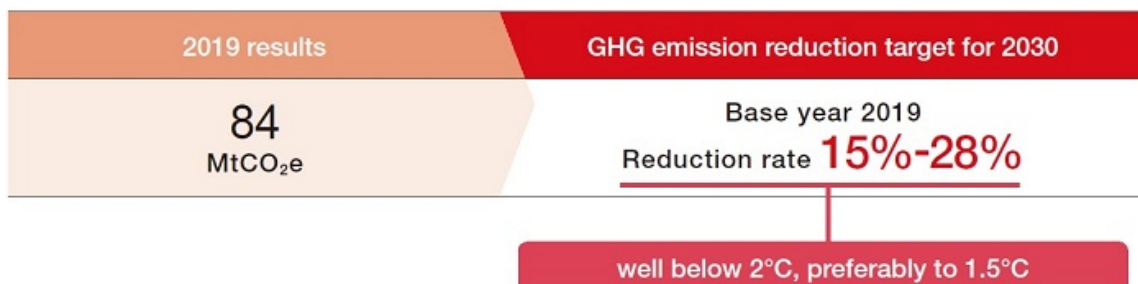 2019 results
GHG emission reduction target for 2030
84
MtCO₂e
Base year 2019
Reduction rate 15%-28%
well below 2°C, preferably to 1.5°C